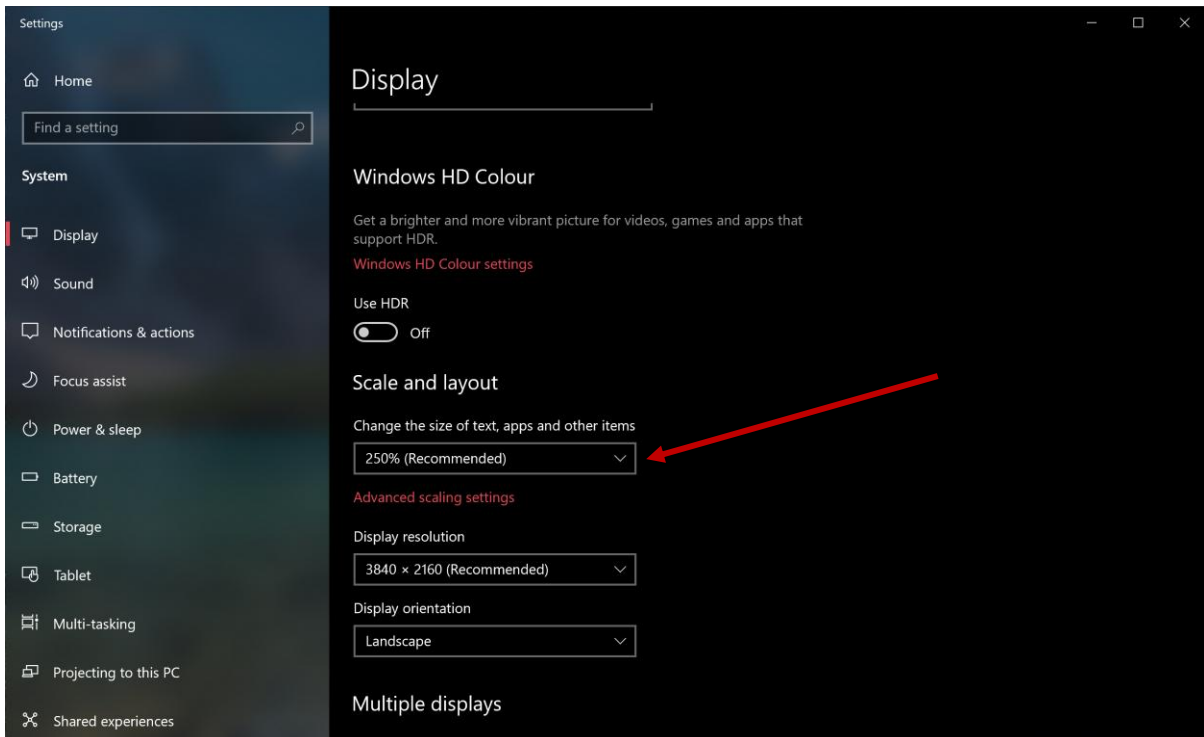 Settings
Home
Find a setting
System
Display
Sound
Notifications & actions
Focus assist
Power & sleep
Battery
Storage
Tablet
Multi-tasking
Projecting to this PC
Shared experiences
Display
Windows HD Colour
Get a brighter and more vibrant picture for videos, games and apps that
support HDR.
Windows HD Colour settings
Use HDR
Off
Scale and layout
Change the size of text, apps and other items
250% (Recommended)
Advanced scaling settings
Display resolution
3840 × 2160 (Recommended)
Display orientation
Landscape
Multiple displays